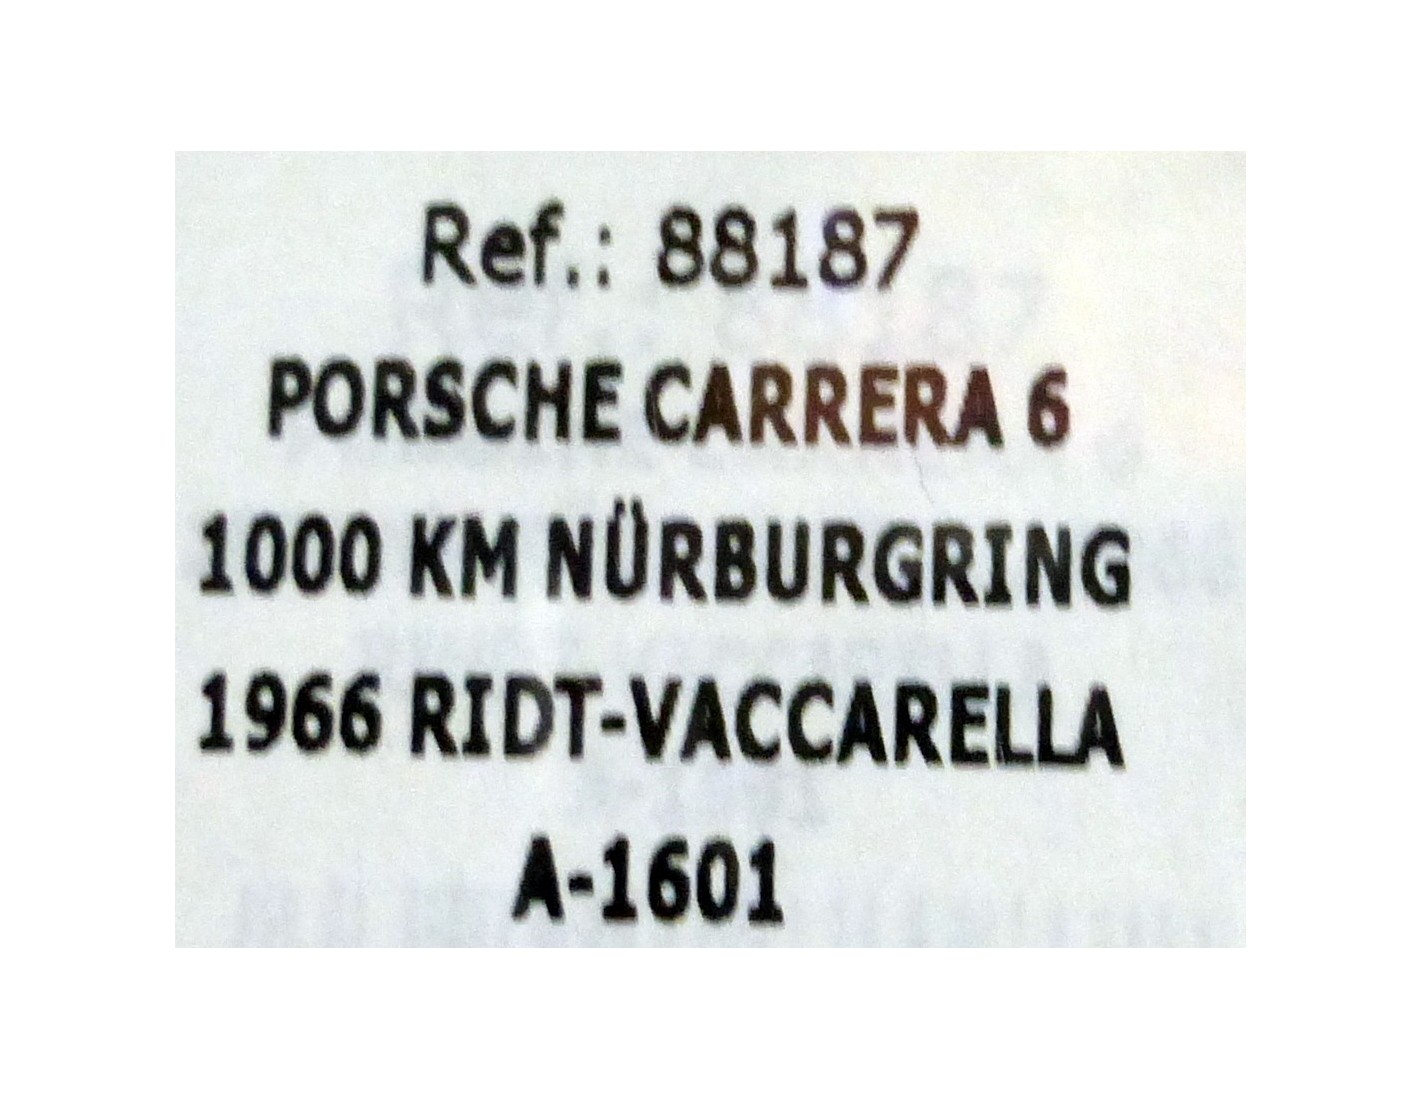 Ref.: 88187
PORSCHE CARRERA 6
1000 KM NÜRBURGRING
1966 RIDT-VACCARELLA
A-1601